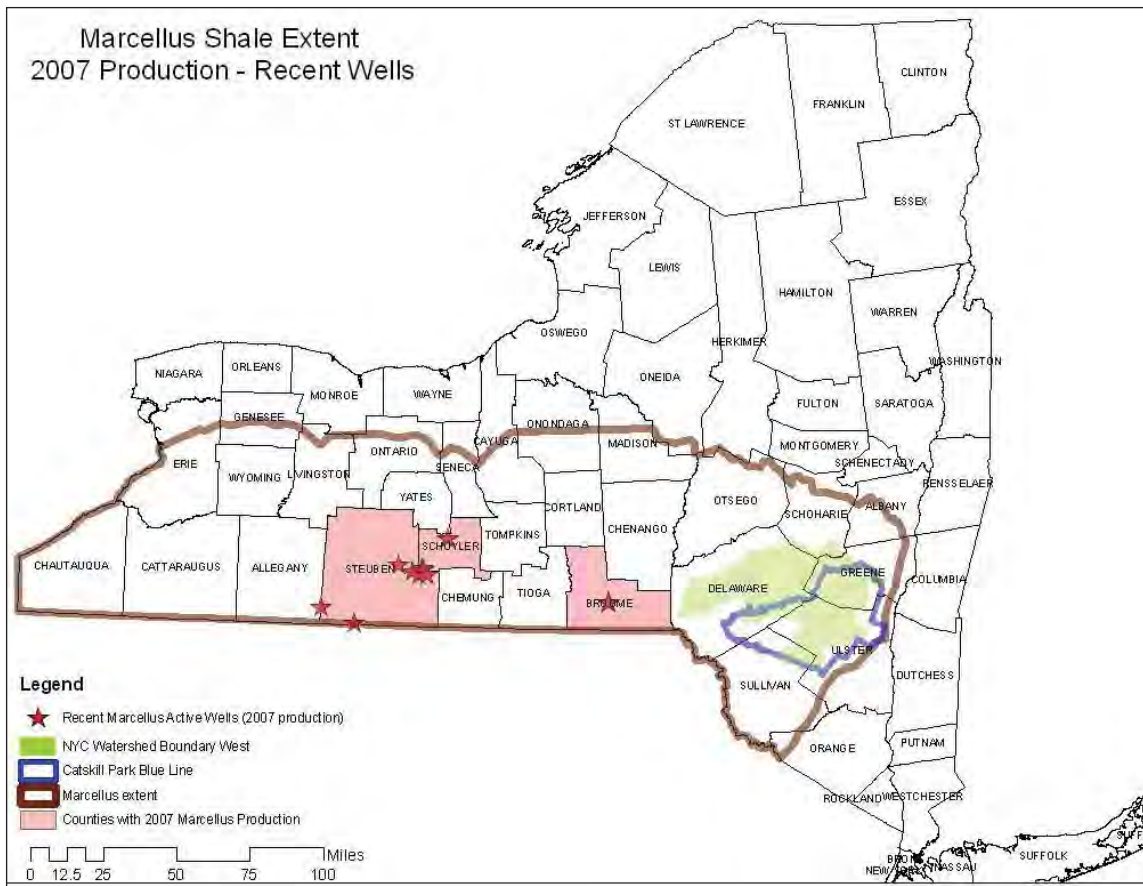 Marcellus Shale Extent
2007 Production - Recent Wells
CLINTON
FRANKLIN
ST LAWRENCE
ESSEX
JEFFERSON
LEWIS
HAMILTON
WARREN
OSWEGO
HERKIMER
WASHINGTON
ONEIDA
NIAGARA
ORLEANS
MONROE
WAYNE
FULTON
SARATOGA
GENESEE
CAYUGA
ONONDAGA
MADISON
MONTGOMERY
SCHENECTADY
ERIE
WYOMING
LIVINGSTON
ONTARIO
SENECA
RENSSELAER
YATES
OTSEGO
SCHOHARIE
ALBANY
CORTLAND
CHENANGO
TOMPKINS
SCHUYLER
CHAUTAUQUA
CATTARAUGUS
ALLEGANY
STEUBEN
CHEMUNG
TIOGA
BROOME
DELAWARE
GREENE
COLUMBIA
ULSTER
DUTCHESS
SULLIVAN
ORANGE
PUTNAM
ROCKLAND
WESTCHESTER
SUFFOLK
NASSAU
Legend
Recent Marcellus Active Wells (2007 production)
NYC Watershed Boundary West
Catskill Park Blue Line
Marcellus extent
Counties with 2007 Marcellus Production
Miles
0 12.5 25 50 75 100